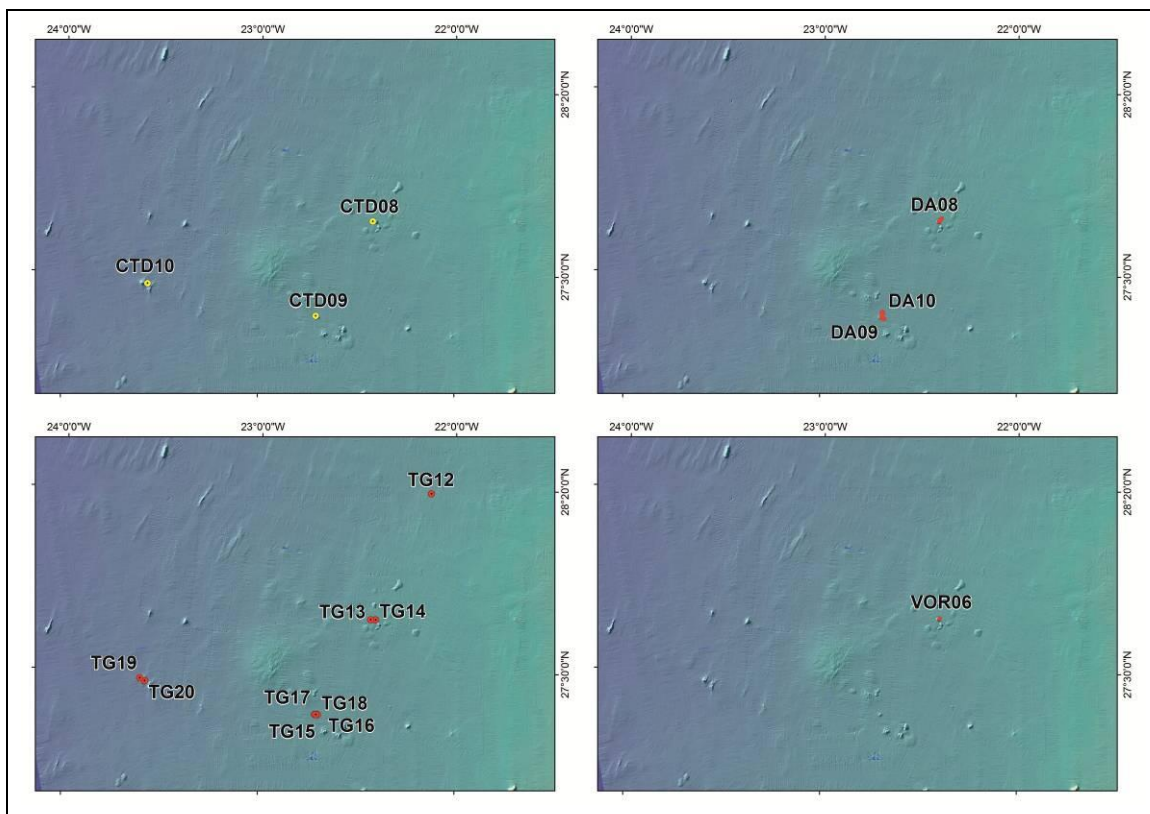 24°0'0"W 23°0'0"W 22°0'0"W
28°20'0"N
CTD08
CTD10
27°30'0"N
CTD09
24°0'0"W 23°0'0"W 22°0'0"W
28°20'0"N
DA08
27°30'0"N
DA10
DA09
24°0'0"W 23°0'0"W 22°0'0"W
TG12
28°20'0"N
TG13 TG14
TG19
TG20
27°30'0"N
TG17 TG18
TG15 TG16
24°0'0"W 23°0'0"W 22°0'0"W
28°20'0"N
VOR06
27°30'0"N